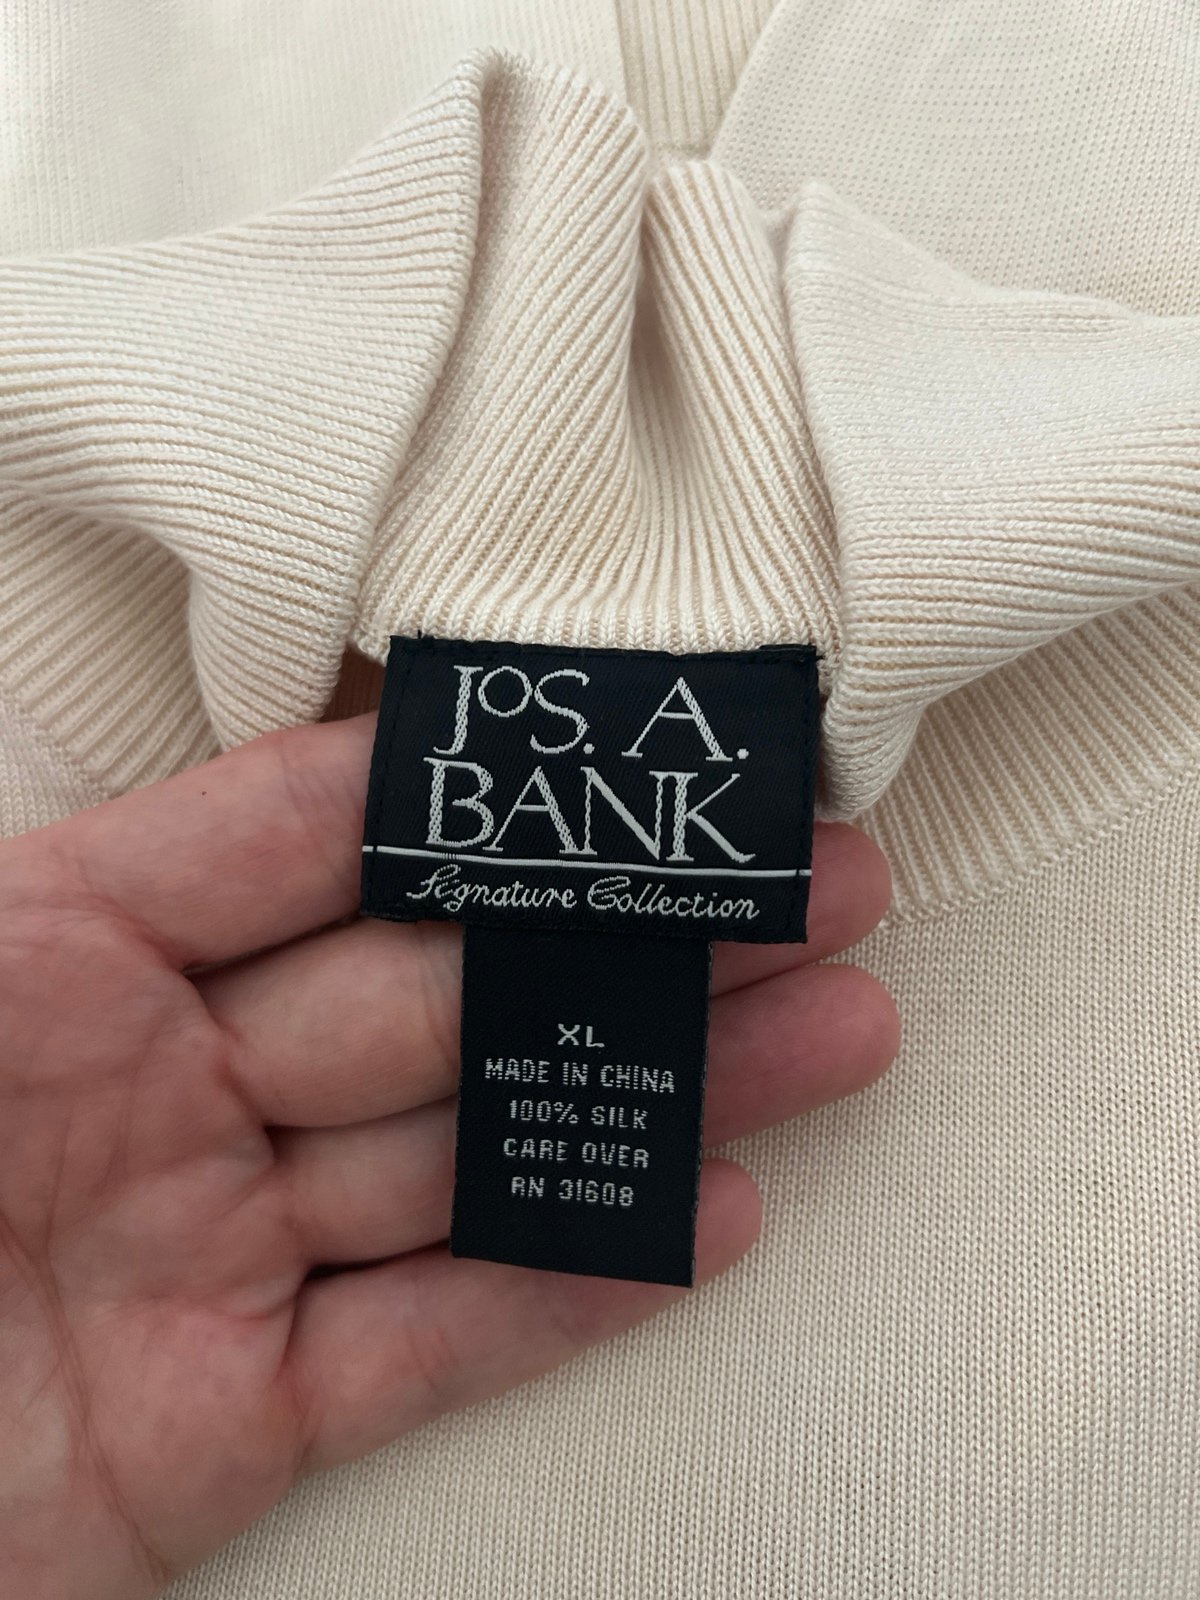 JOS. A.
BANK
Signature Collection
XL
MADE IN CHINA
100% SILK
CARE OVER
RN 31608